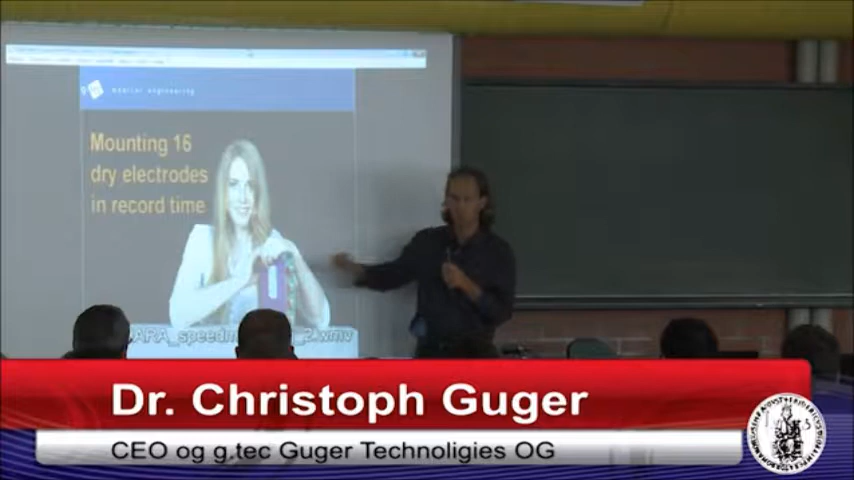 medical engineering
Mounting 16
dry electrodes
in record time
Dr. Christoph Guger
CEO og g.tec Guger Technoligies OG